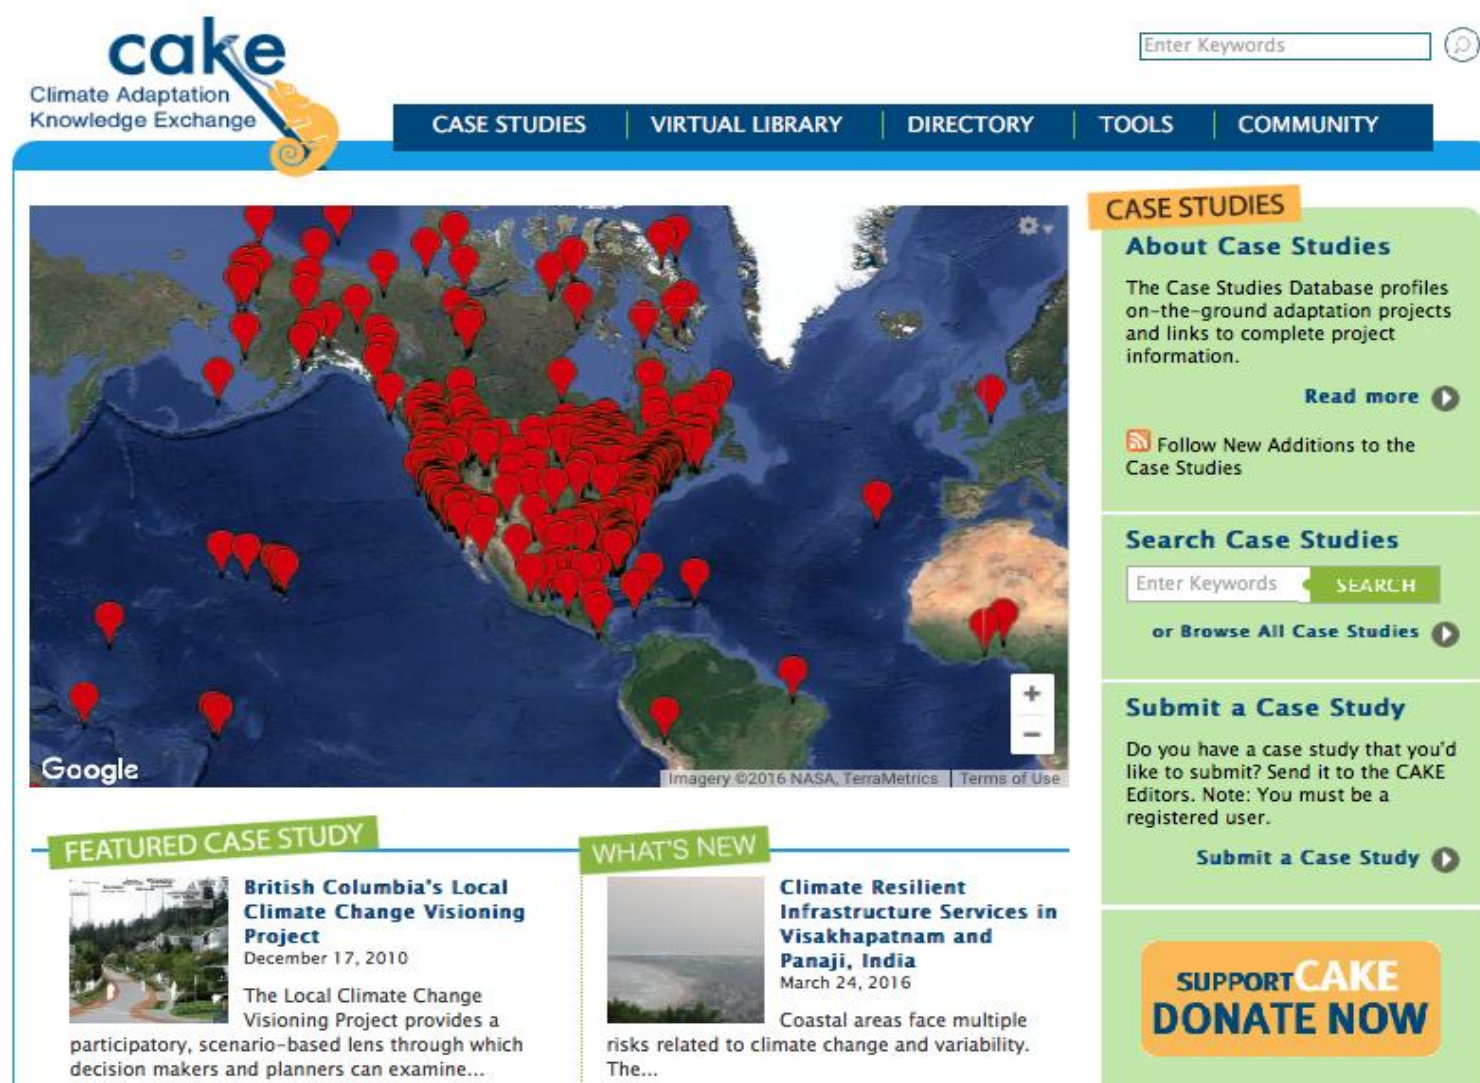 cake
Climate Adaptation
Knowledge Exchange
Enter Keywords
CASE STUDIES
VIRTUAL LIBRARY
DIRECTORY
TOOLS
COMMUNITY
Google
Imagery ©2016 NASA, TerraMetrics
Terms of Use
CASE STUDIES
About Case Studies
The Case Studies Database profiles
on-the-ground adaptation projects
and links to complete project
information.
Read more
Follow New Additions to the
Case Studies
Search Case Studies
Enter Keywords
SEARCH
or Browse All Case Studies
Submit a Case Study
Do you have a case study that you'd
like to submit? Send it to the CAKE
Editors. Note: You must be a
registered user.
Submit a Case Study
SUPPORT CAKE
DONATE NOW
FEATURED CASE STUDY
British Columbia's Local
Climate Change Visioning
Project
December 17, 2010
The Local Climate Change
Visioning Project provides a
participatory, scenario-based lens through which
decision makers and planners can examine...
WHAT'S NEW
Climate Resilient
Infrastructure Services in
Visakhapatnam and
Panaji, India
March 24, 2016
Coastal areas face multiple
risks related to climate change and variability.
The...